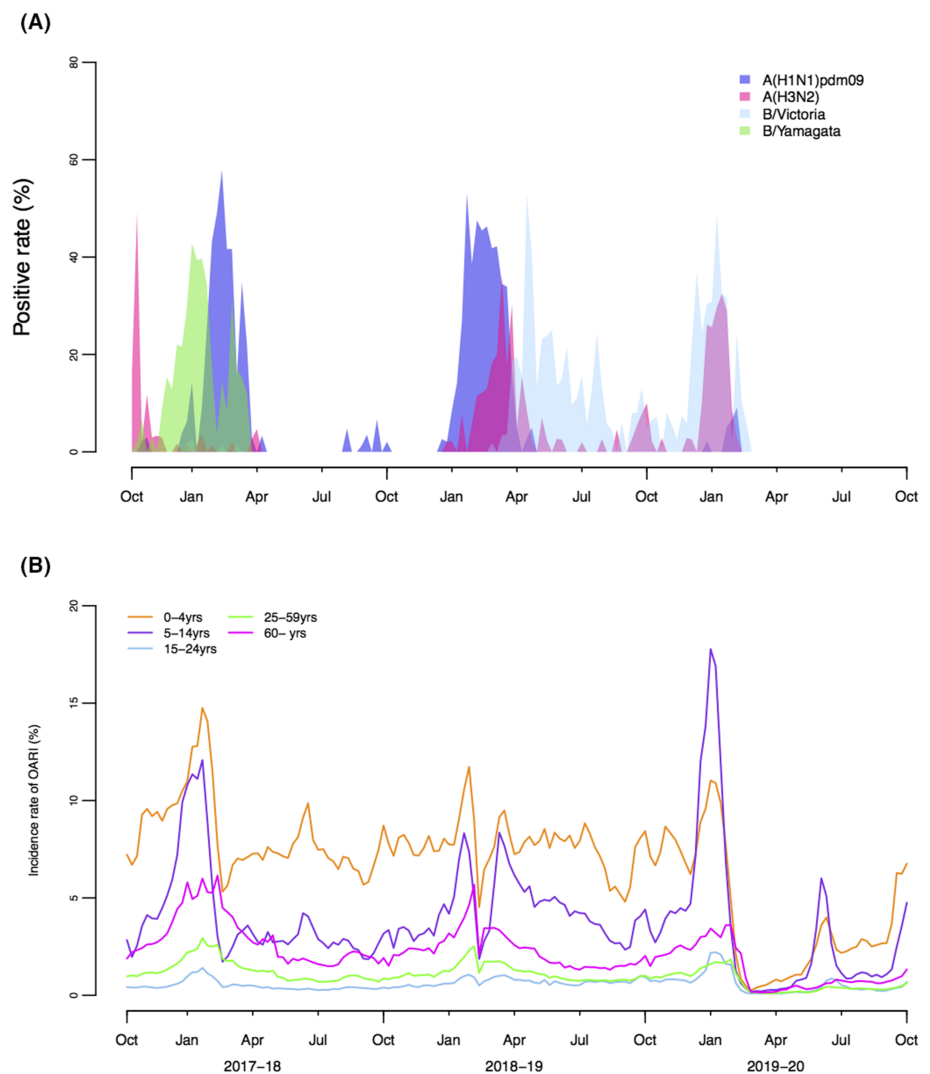 (A)
Positive rate (%)
80
60
40
20
0
A(H1N1)pdm09
A(H3N2)
B/Victoria
B/Yamagata
Oct Jan Apr Jul Oct Jan Apr Jul Oct Jan Apr Jul Oct
(B)
Incidence rate of OARI (%)
20
15
10
5
0
0–4yrs 25–59yrs
5–14yrs 60– yrs
15–24yrs
Oct Jan Apr Jul Oct Jan Apr Jul Oct Jan Apr Jul Oct
2017–18 2018–19 2019–20